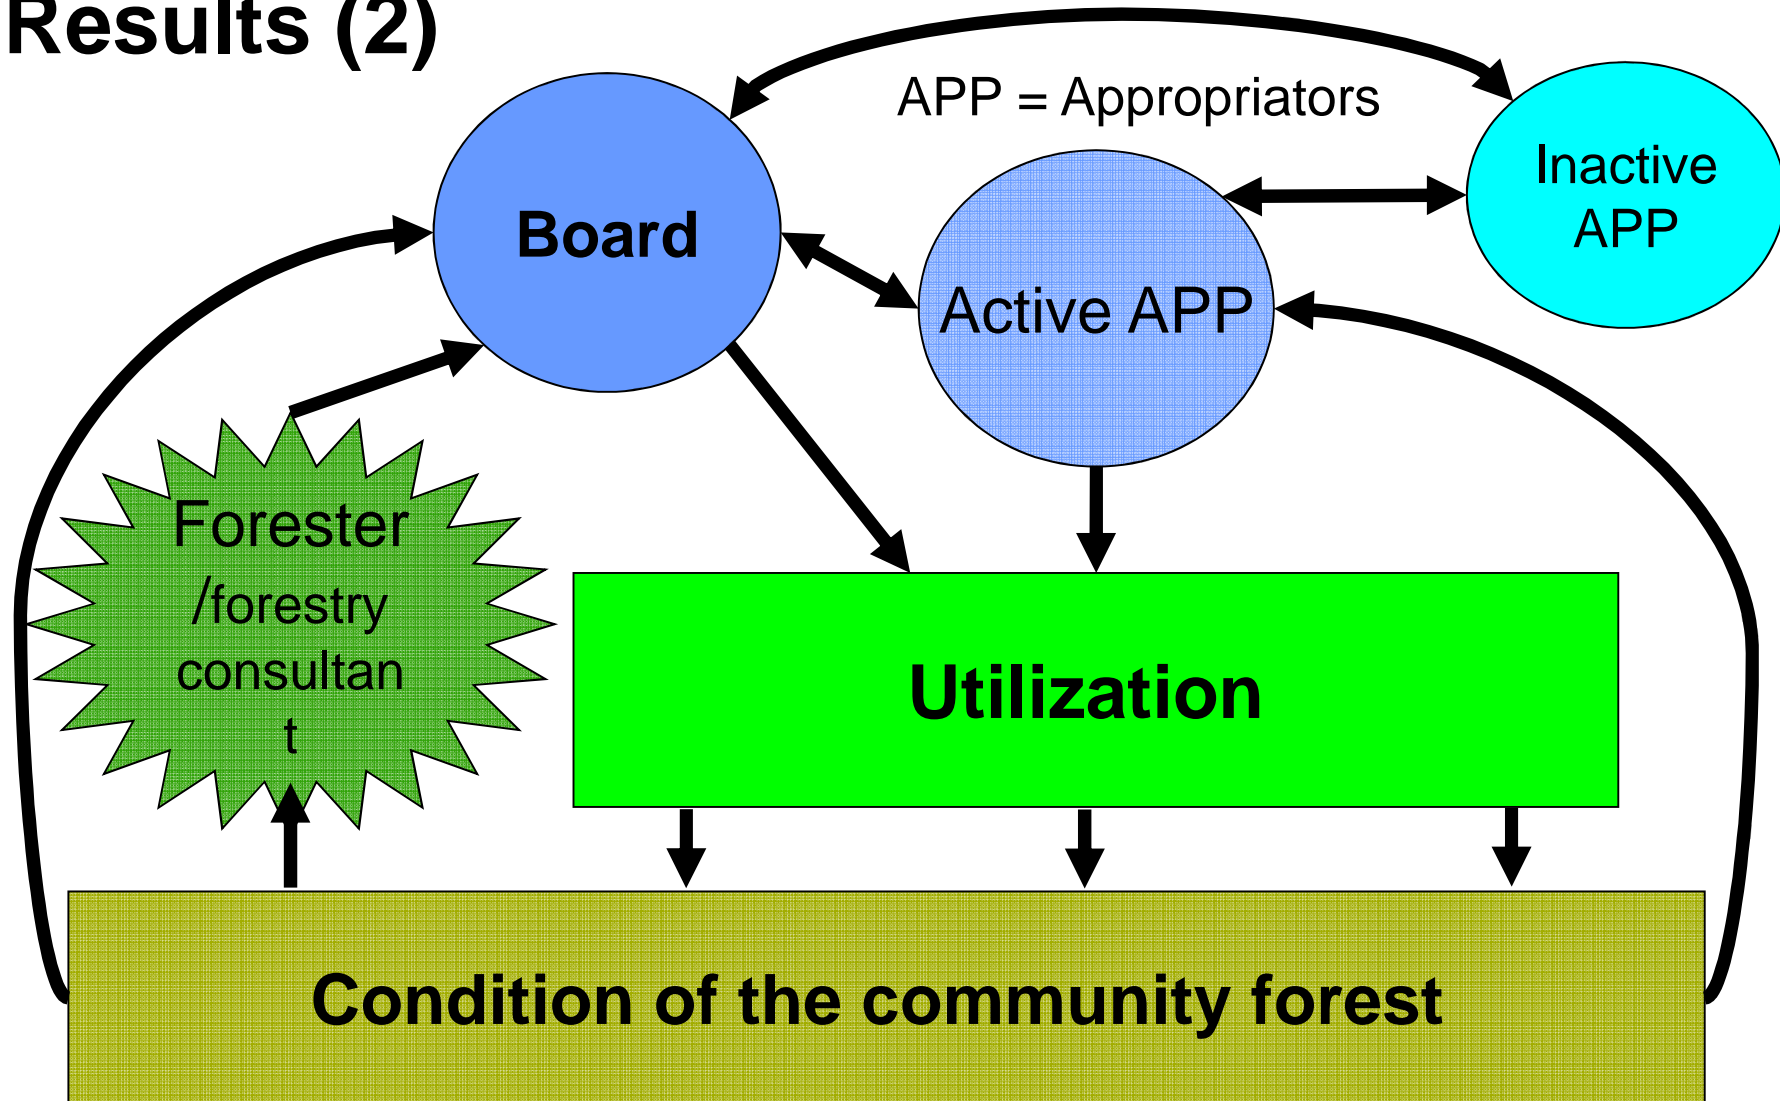 Results (2)
APP = Appropriators
Inactive
APP
Board
Active APP
Forester
/forestry
consultan
t
Utilization
Condition of the community forest